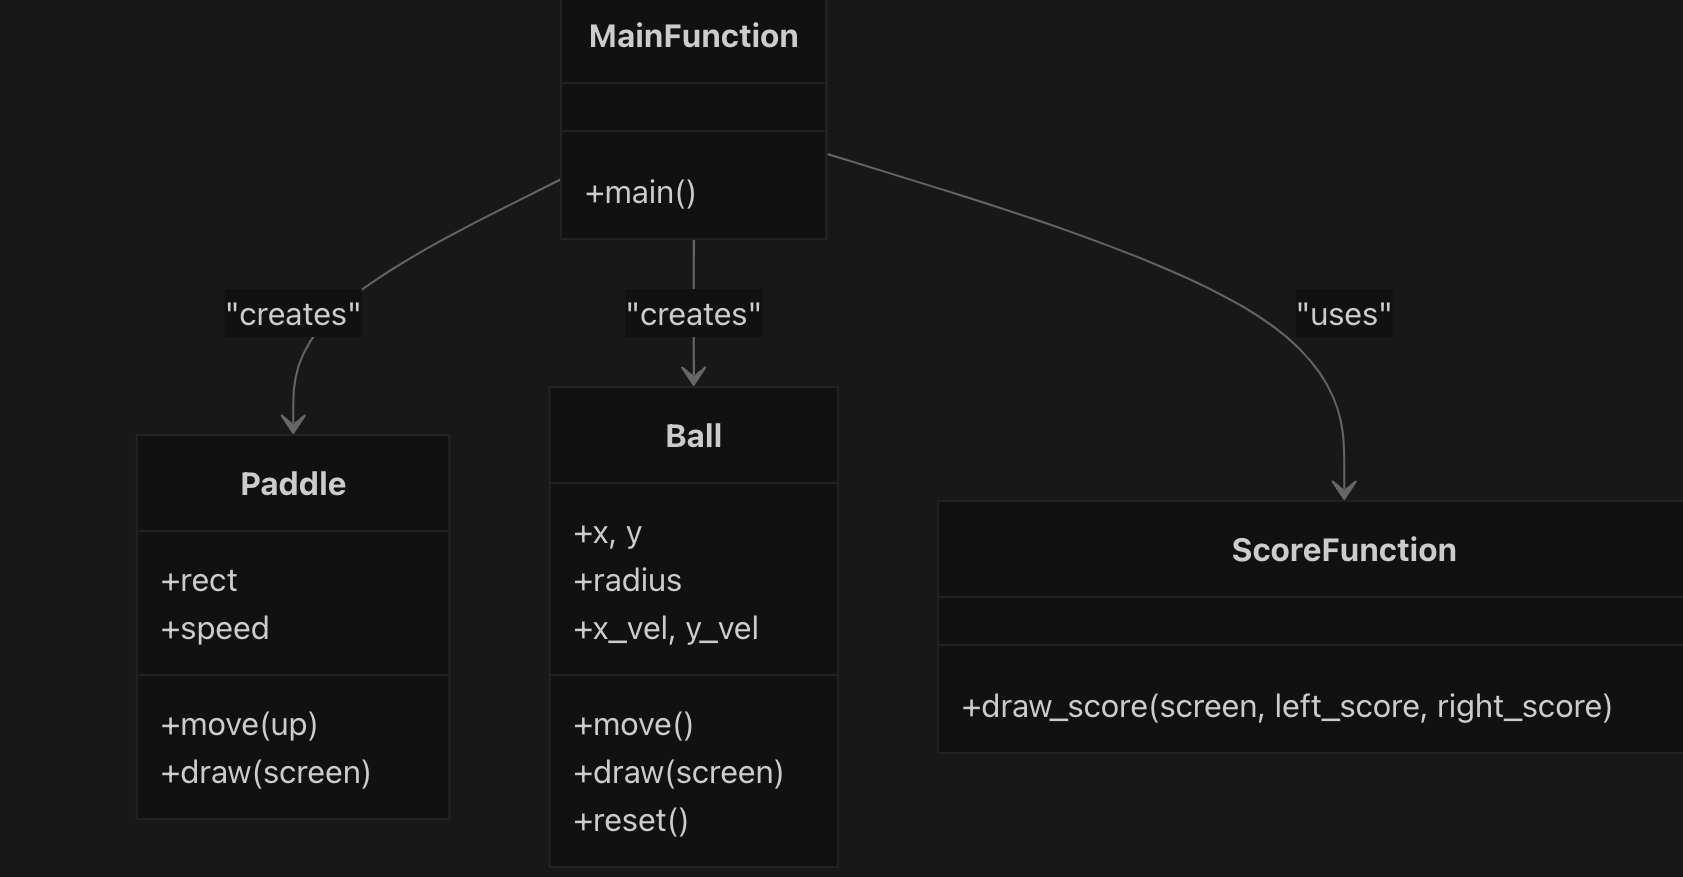 MainFunction
+main()
"creates"
"creates"
"uses"
Paddle
+rect
+speed
+move(up)
+draw(screen)
Ball
+x, y
+radius
+x_vel, y_vel
+move()
+draw(screen)
+reset()
ScoreFunction
+draw_score(screen, left_score, right_score)